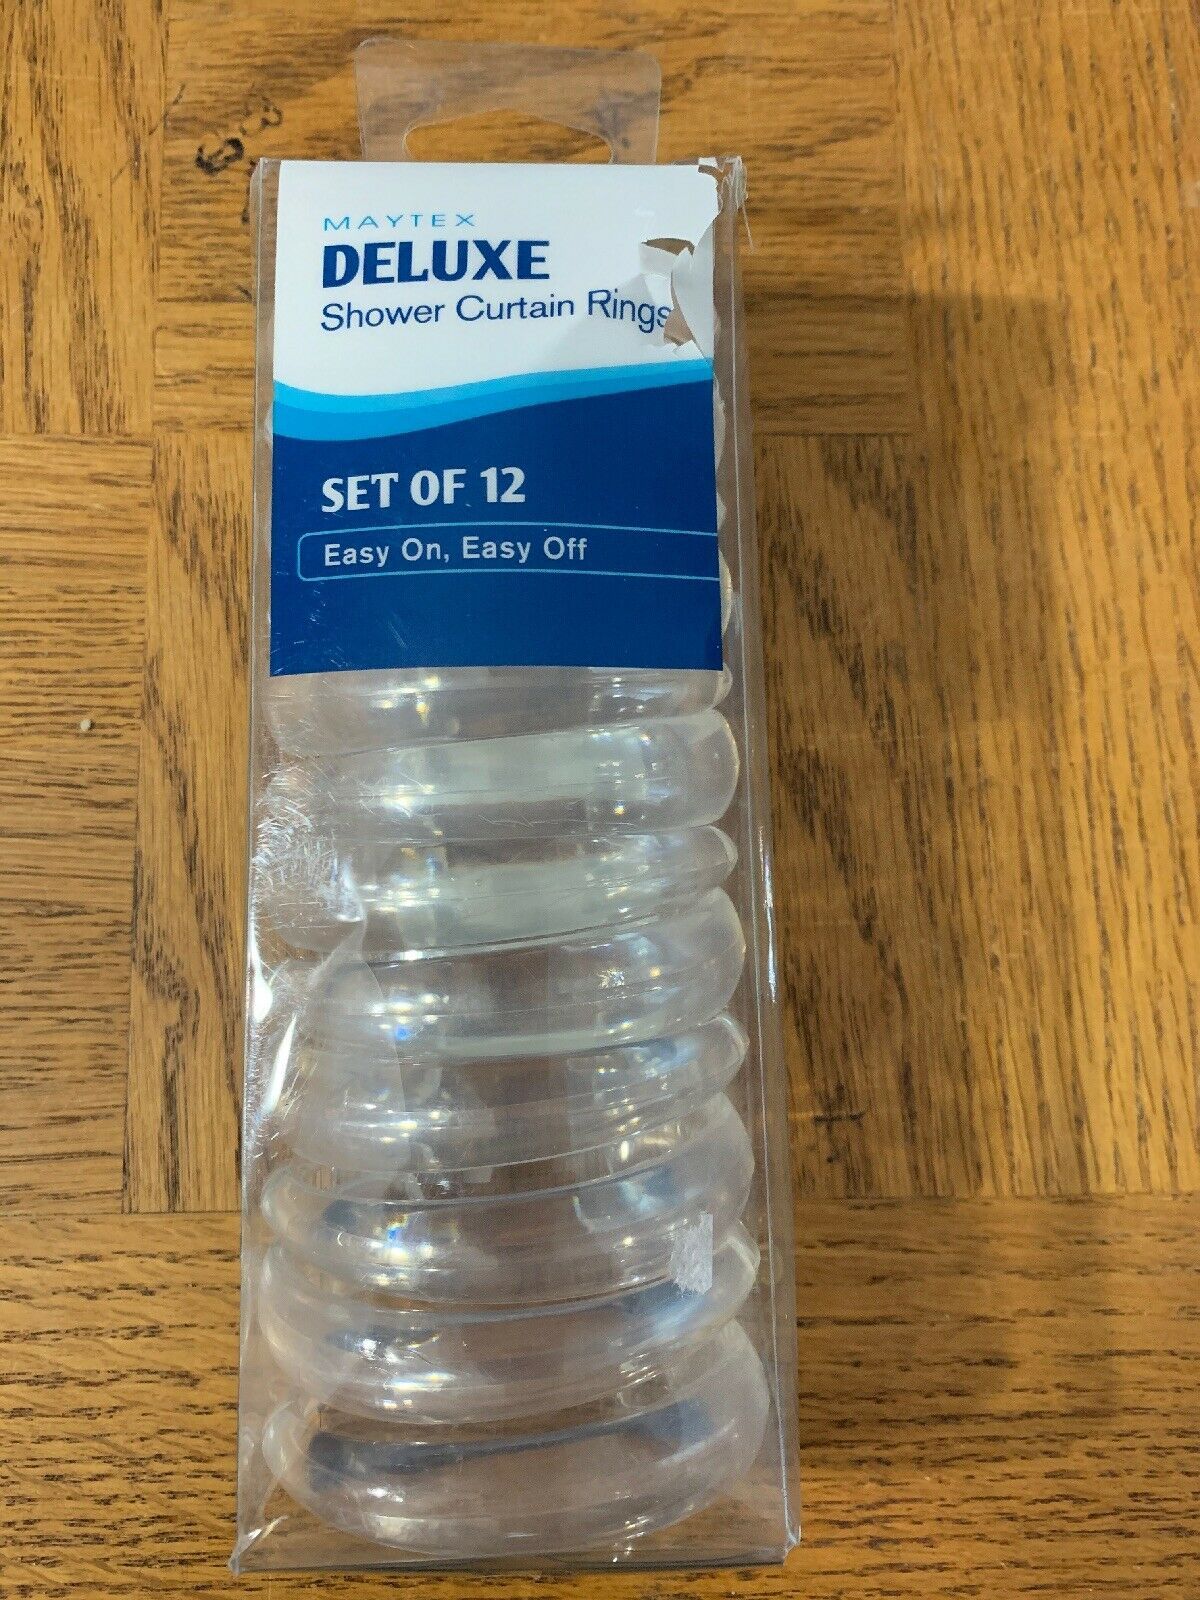 MAYTEX
DELUXE
Shower Curtain Rings
SET OF 12
Easy On, Easy Off